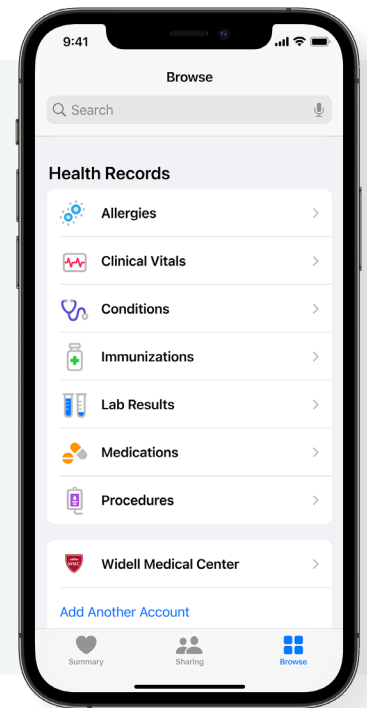 9:41
Browse
Search
Health Records
Allergies
Clinical Vitals
Conditions
Immunizations
Lab Results
Medications
Procedures
WMC
Widell Medical Center
Add Another Account
Summary
Sharing
Browse